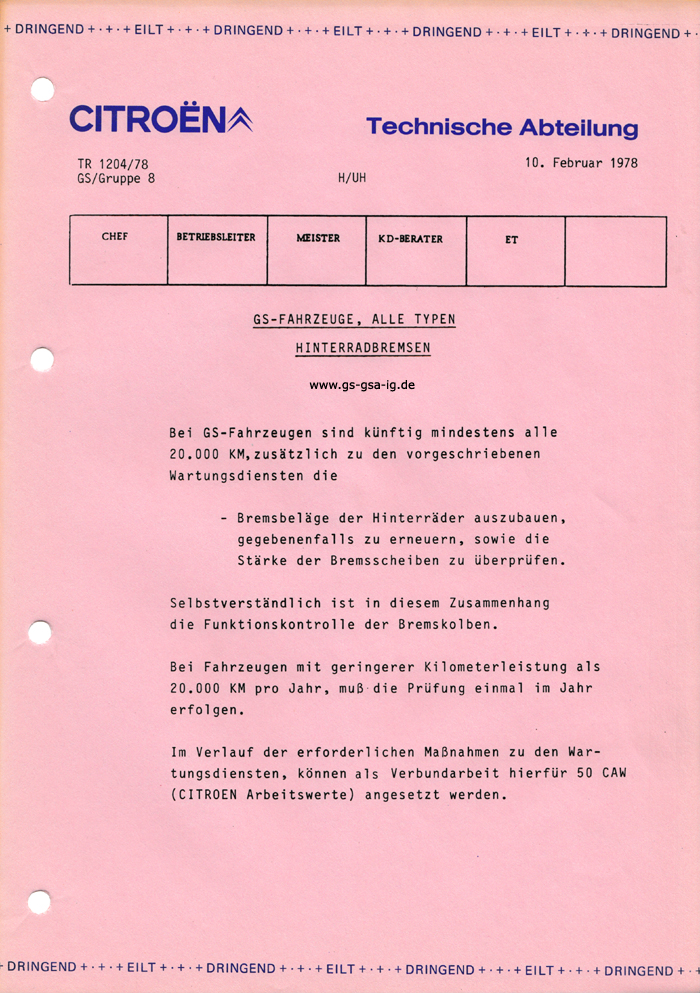 + DRINGEND + · + · + EILT + · + · + DRINGEND + · + · + EILT + · + · + DRINGEND + · + · + EILT + · + · + DRINGEND + ·
CITROËN Technische Abteilung
TR 1204/78 10. Februar 1978
GS/Gruppe 8 H/UH
CHEF BETRIEBSLEITER MEISTER KD-BERATER ET
GS-FAHRZEUGE, ALLE TYPEN
HINTERRADBREMSEN
www.gs-gsa-ig.de
Bei GS-Fahrzeugen sind künftig mindestens alle
20.000 KM,zusätzlich zu den vorgeschriebenen
Wartungsdiensten die
- Bremsbeläge der Hinterräder auszubauen,
gegebenenfalls zu erneuern, sowie die
Stärke der Bremsscheiben zu überprüfen.
Selbstverständlich ist in diesem Zusammenhang
die Funktionskontrolle der Bremskolben.
Bei Fahrzeugen mit geringerer Kilometerleistung als
20.000 KM pro Jahr, muß die Prüfung einmal im Jahr
erfolgen.
Im Verlauf der erforderlichen Maßnahmen zu den War-
tungsdiensten, können als Verbundarbeit hierfür 50 CAW
(CITROEN Arbeitswerte) angesetzt werden.
DRINGEND + · + · + EILT + · + · + DRINGEND + · + · + EILT + · + · + DRINGEND + · + · + EILT + · + · + DRINGEND +